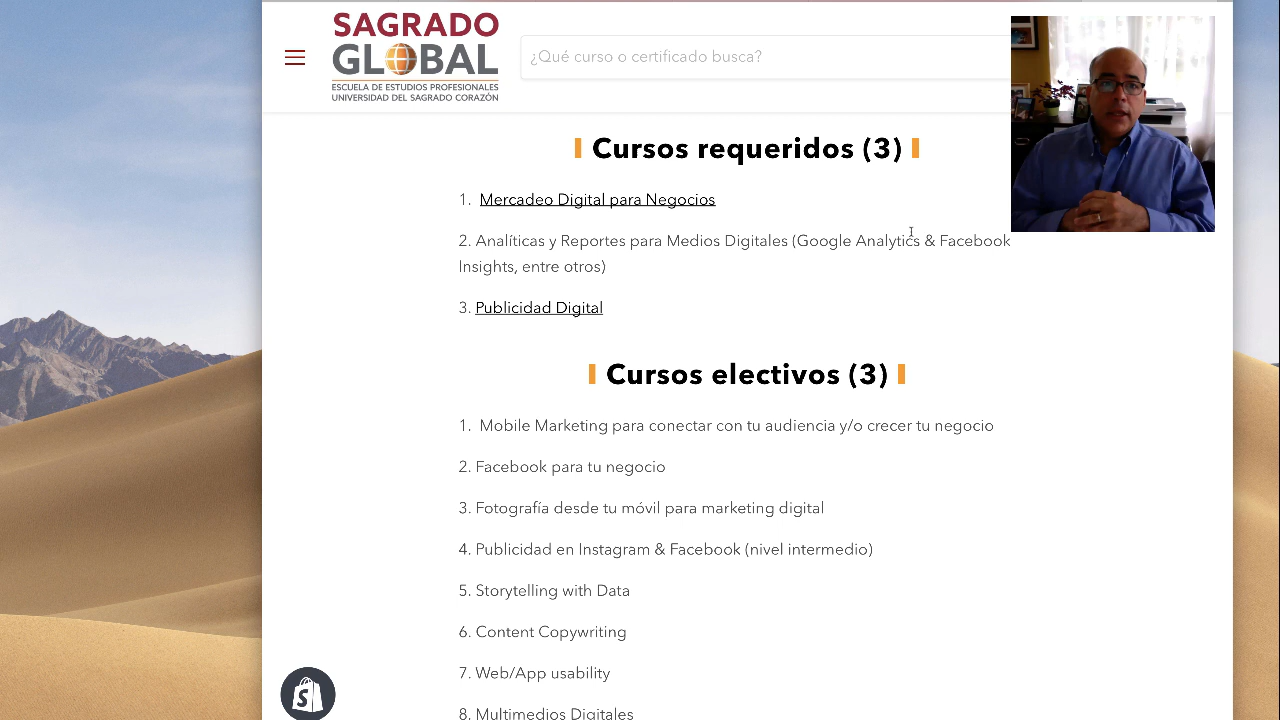 SAGRADO
GLOBAL
ESCUELA DE ESTUDIOS PROFESIONALES
UNIVERSIDAD DEL SAGRADO CORAZÓN
¿Qué curso o certificado busca?
Cursos requeridos (3)
1. Mercadeo Digital para Negocios
2. Analíticas y Reportes para Medios Digitales (Google Analytics & Facebook
Insights, entre otros)
3. Publicidad Digital
Cursos electivos (3)
1. Mobile Marketing para conectar con tu audiencia y/o crecer tu negocio
2. Facebook para tu negocio
3. Fotografía desde tu móvil para marketing digital
4. Publicidad en Instagram & Facebook (nivel intermedio)
5. Storytelling with Data
6. Content Copywriting
7. Web/App usability
8. Multimedios Digitales
S